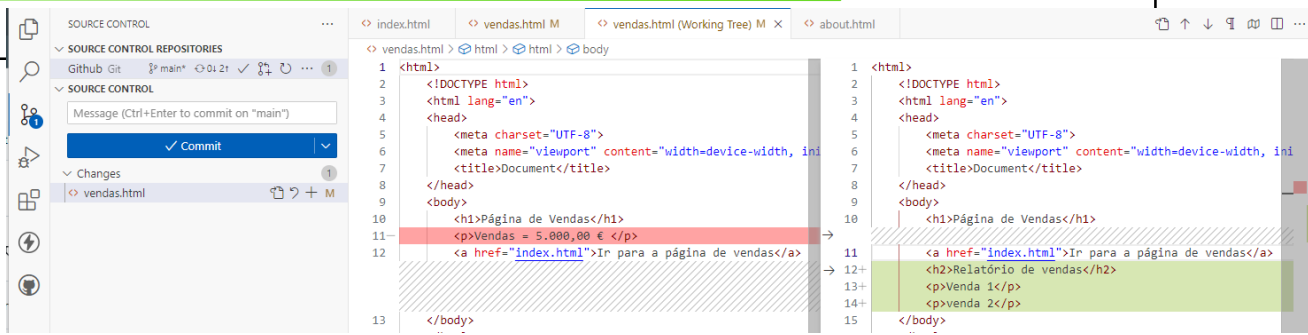 SOURCE CONTROL
SOURCE CONTROL REPOSITORIES
Github Git main* 0↓ 2↑ 1
SOURCE CONTROL
Message (Ctrl+Enter to commit on "main")
Commit
Changes 1
vendas.html M
index.html vendas.html M vendas.html (Working Tree) M about.html
vendas.html > html > html > body
1 <html>
2 <!DOCTYPE html>
3 <html lang="en">
4 <head>
5 <meta charset="UTF-8">
6 <meta name="viewport" content="width=device-width, ini
7 <title>Document</title>
8 </head>
9 <body>
10 <h1>Página de Vendas</h1>
11− <p>Vendas = 5.000,00 € </p>
12 <a href="index.html">Ir para a página de vendas</a>
13 </body>
1 <html>
2 <!DOCTYPE html>
3 <html lang="en">
4 <head>
5 <meta charset="UTF-8">
6 <meta name="viewport" content="width=device-width, ini
7 <title>Document</title>
8 </head>
9 <body>
10 <h1>Página de Vendas</h1>
11 <a href="index.html">Ir para a página de vendas</a>
12+ <h2>Relatório de vendas</h2>
13+ <p>Venda 1</p>
14+ <p>venda 2</p>
15 </body>
1